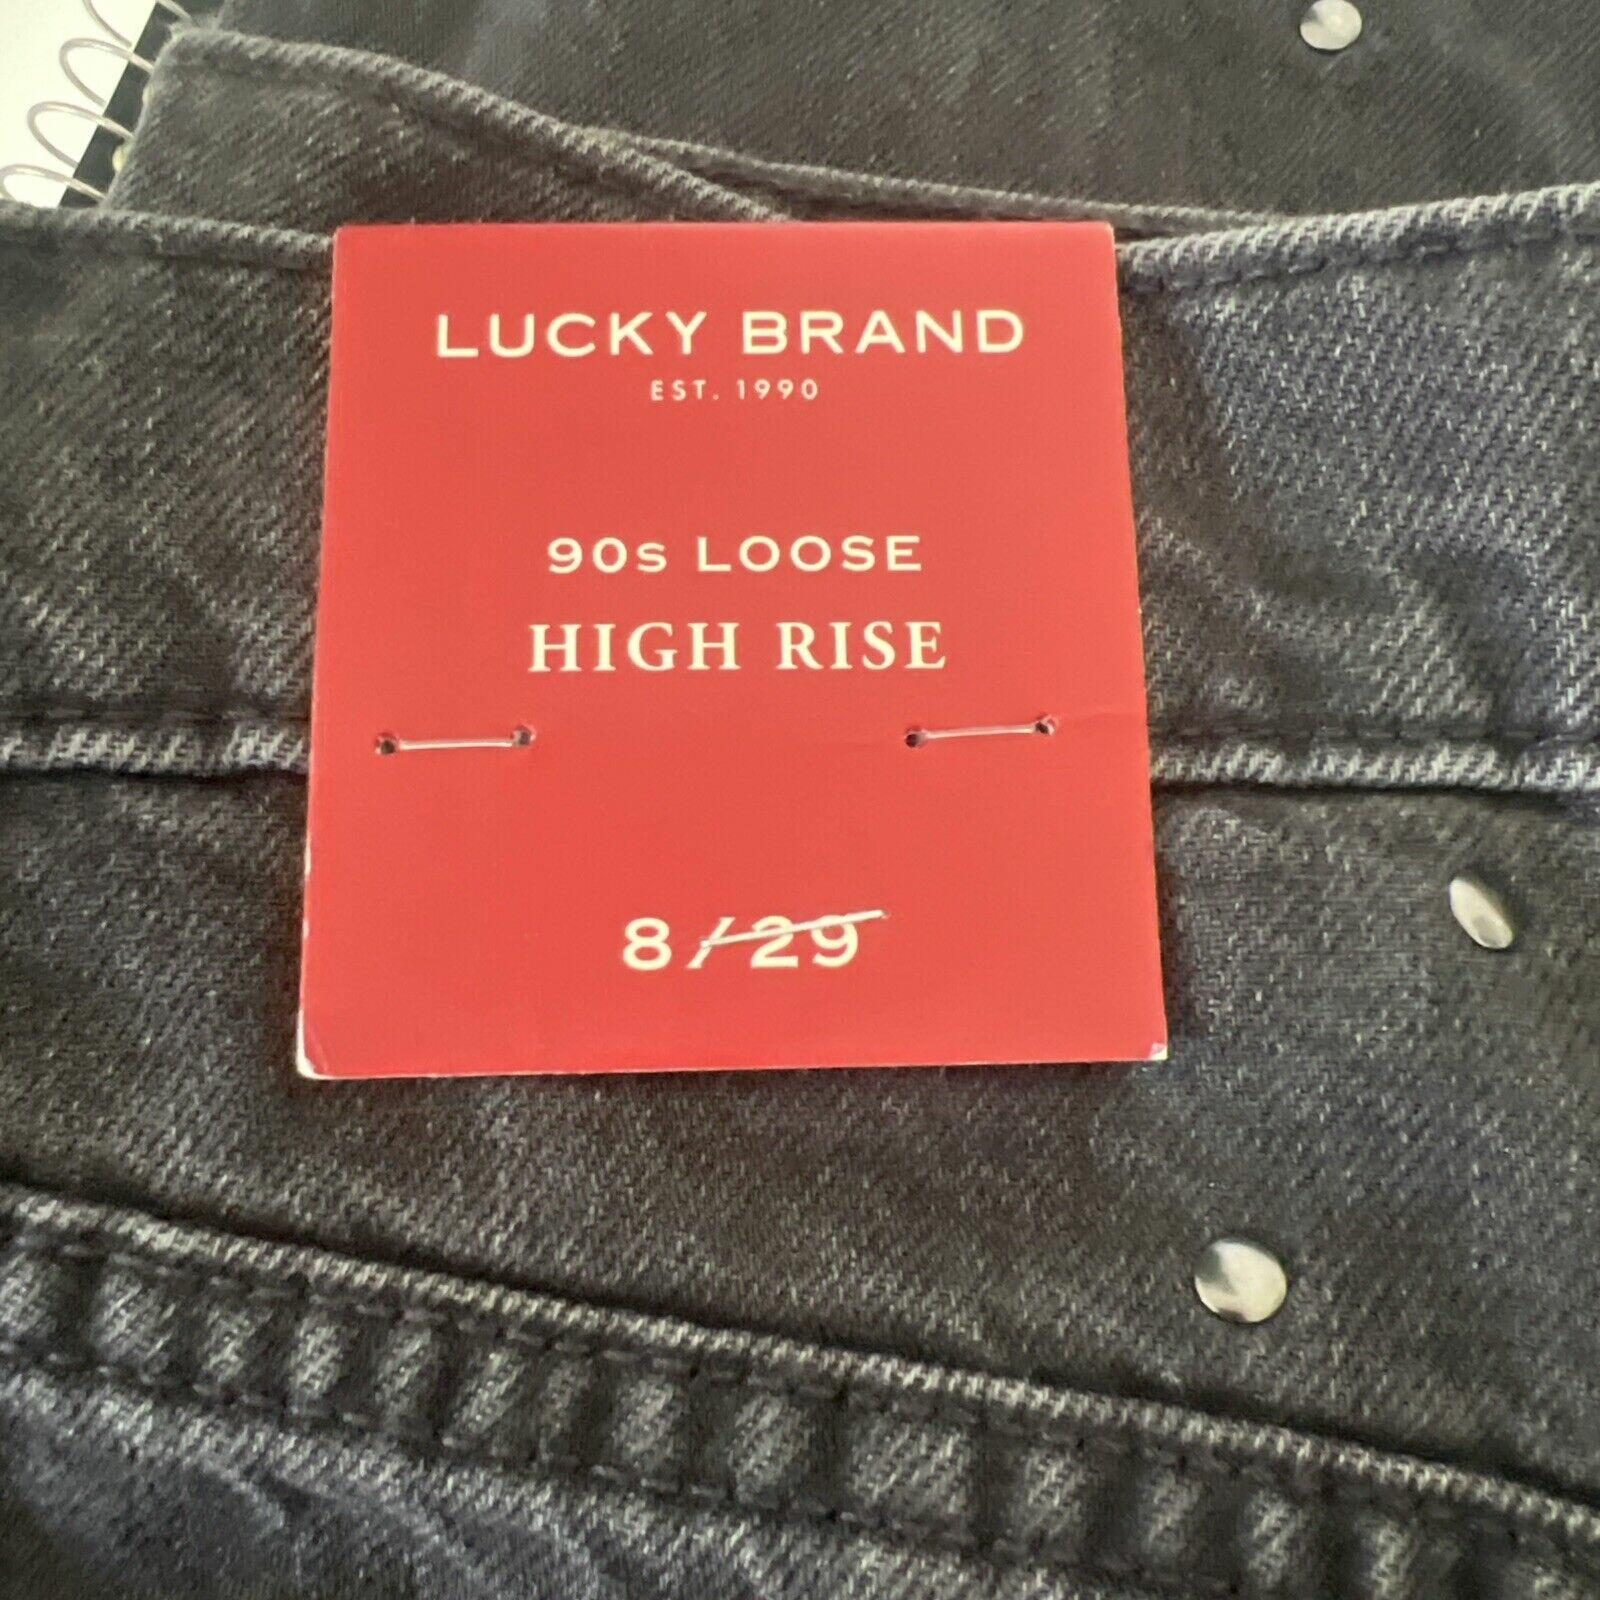 LUCKY BRAND
EST. 1990
90s LOOSE
HIGH RISE
8 / 29